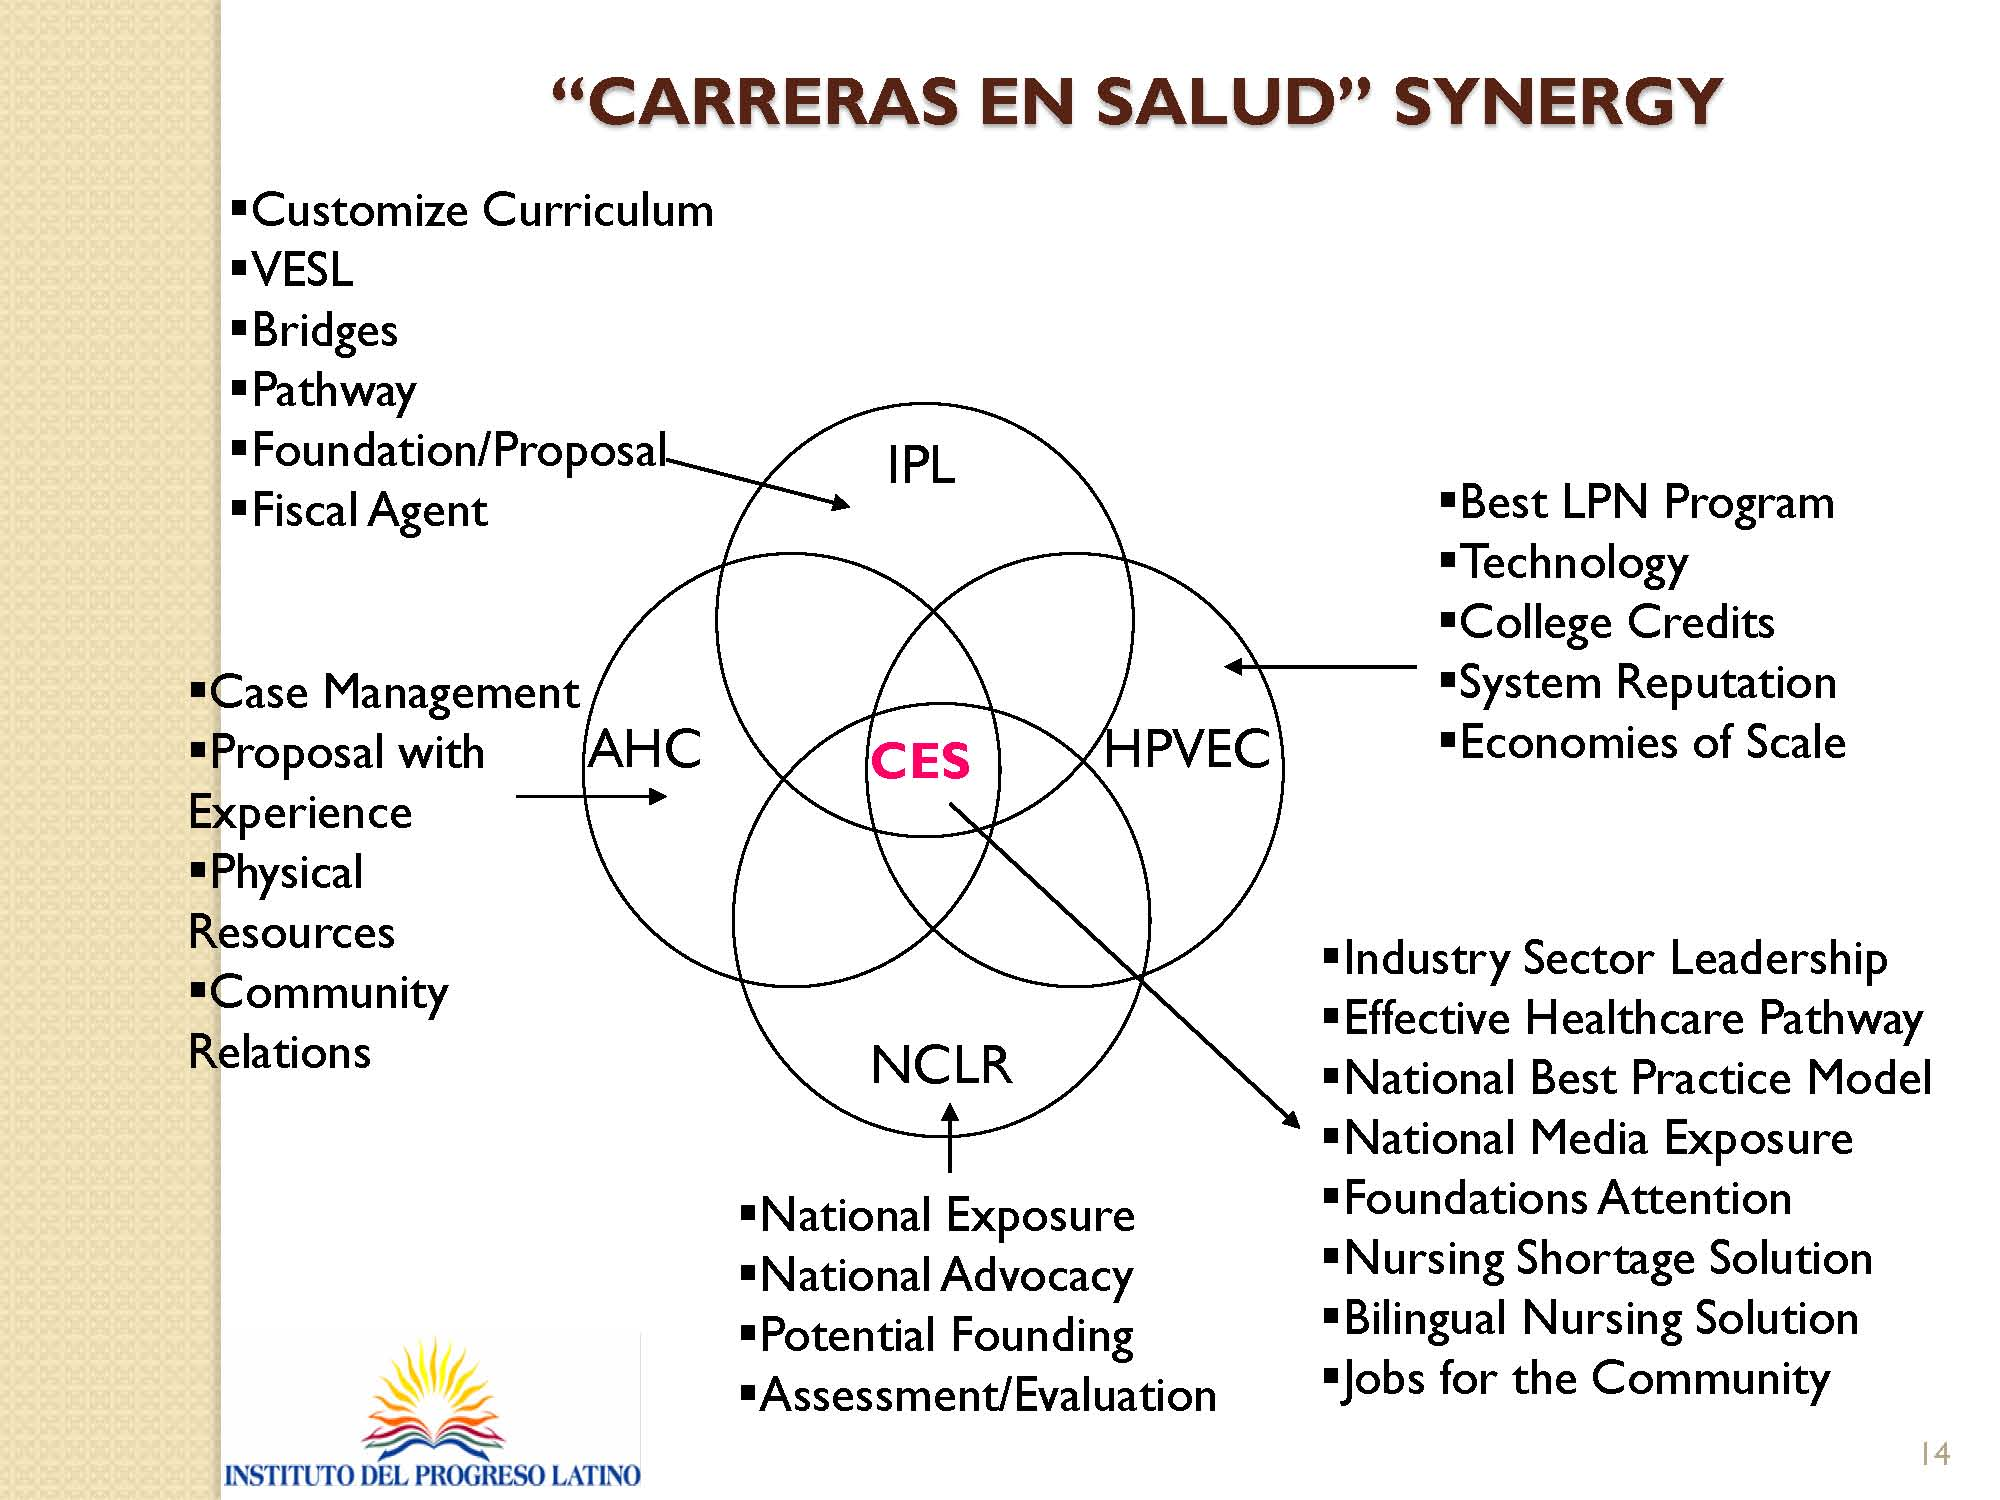 “CARRERAS EN SALUD” SYNERGY
▪Customize Curriculum
▪VESL
▪Bridges
▪Pathway
▪Foundation/Proposal
▪Fiscal Agent
IPL
▪Best LPN Program
▪Technology
▪College Credits
▪System Reputation
▪Economies of Scale
▪Case Management
▪Proposal with
Experience
▪Physical
Resources
▪Community
Relations
AHC
CES
HPVEC
NCLR
▪Industry Sector Leadership
▪Effective Healthcare Pathway
▪National Best Practice Model
▪National Media Exposure
▪Foundations Attention
▪Nursing Shortage Solution
▪Bilingual Nursing Solution
▪Jobs for the Community
▪National Exposure
▪National Advocacy
▪Potential Founding
▪Assessment/Evaluation
INSTITUTO DEL PROGRESO LATINO
14